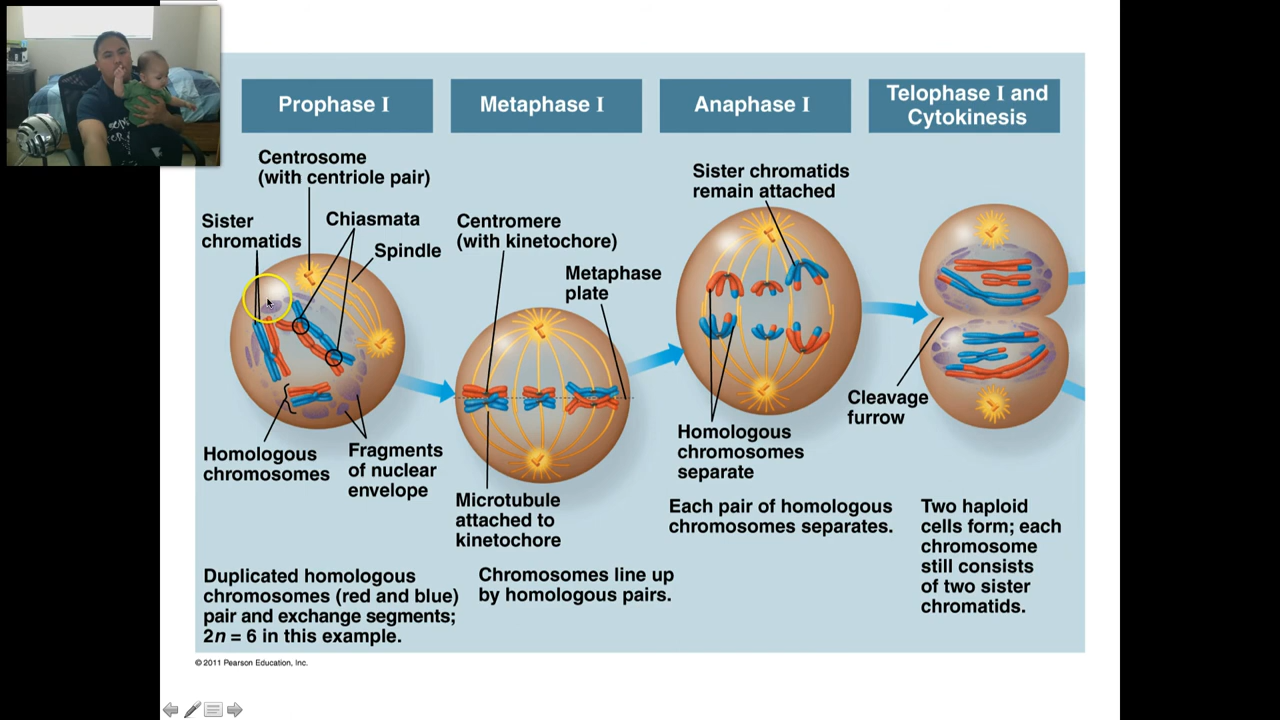 Prophase I
Metaphase I
Anaphase I
Telophase I and
Cytokinesis
Centrosome
(with centriole pair)
Sister
chromatids
Chiasmata
Spindle
Homologous
chromosomes
Fragments
of nuclear
envelope
Duplicated homologous
chromosomes (red and blue)
pair and exchange segments;
2n = 6 in this example.
Centromere
(with kinetochore)
Metaphase
plate
Microtubule
attached to
kinetochore
Chromosomes line up
by homologous pairs.
Sister chromatids
remain attached
Homologous
chromosomes
separate
Each pair of homologous
chromosomes separates.
Cleavage
furrow
Two haploid
cells form; each
chromosome
still consists
of two sister
chromatids.
© 2011 Pearson Education, Inc.